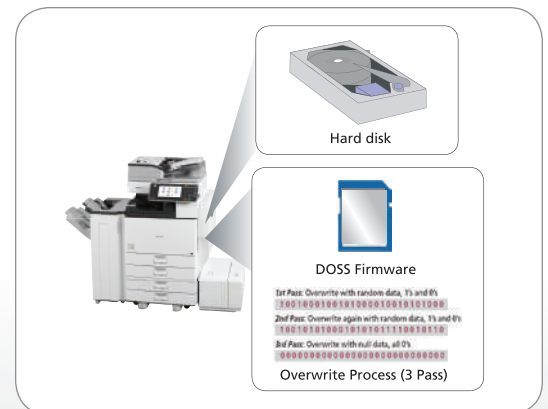 Hard disk
DOSS Firmware
1st Pass: Overwrite with random data, 1's and 0's
1001000100101000010010101000
2nd Pass: Overwrite again with random data, 1's and 0's
1001010100010101011110010110
3rd Pass: Overwrite with null data, all 0's
0000000000000000000000000000
Overwrite Process (3 Pass)